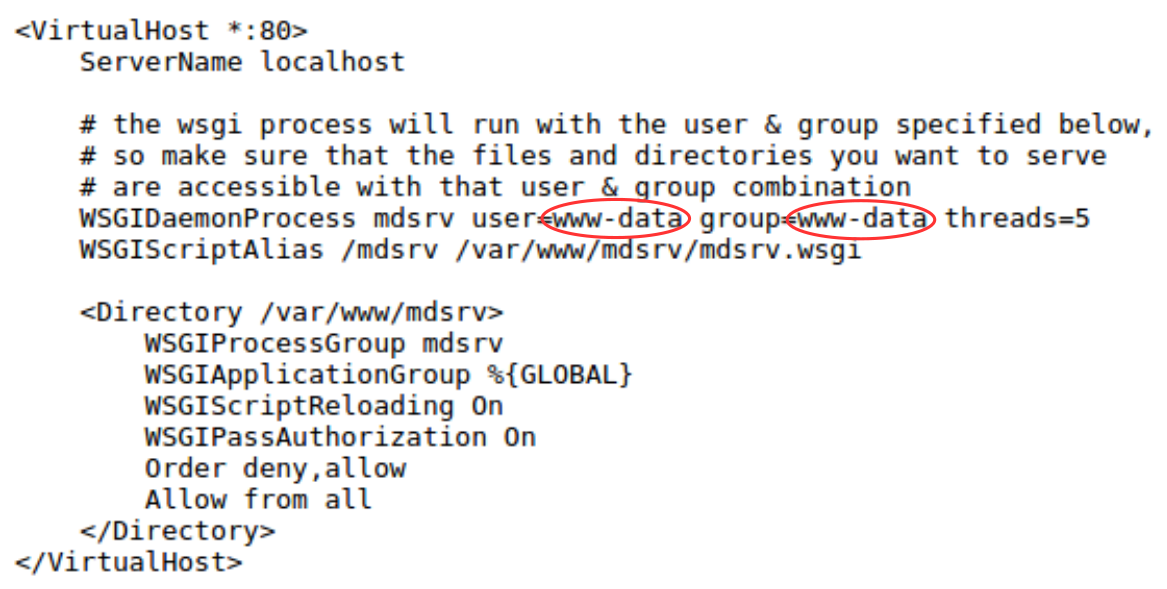 <VirtualHost *:80>
    ServerName localhost

    # the wsgi process will run with the user & group specified below,
    # so make sure that the files and directories you want to serve
    # are accessible with that user & group combination
    WSGIDaemonProcess mdsrv user=www-data group=www-data threads=5
    WSGIScriptAlias /mdsrv /var/www/mdsrv/mdsrv.wsgi

    <Directory /var/www/mdsrv>
        WSGIProcessGroup mdsrv
        WSGIApplicationGroup %{GLOBAL}
        WSGIScriptReloading On
        WSGIPassAuthorization On
        Order deny,allow
        Allow from all
    </Directory>
</VirtualHost>